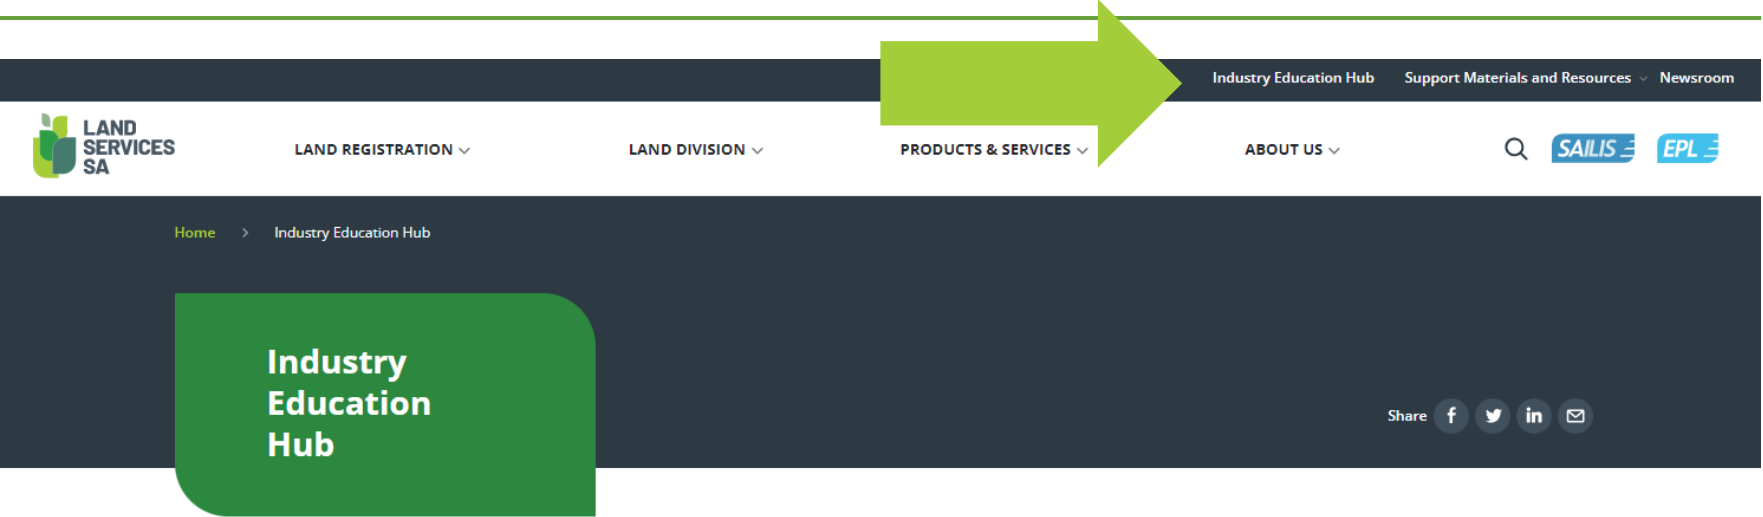 Industry Education Hub Support Materials and Resources Newsroom
LAND
SERVICES
SA
LAND REGISTRATION LAND DIVISION PRODUCTS & SERVICES ABOUT US SAILIS EPL
Home > Industry Education Hub
Industry
Education
Hub
Share